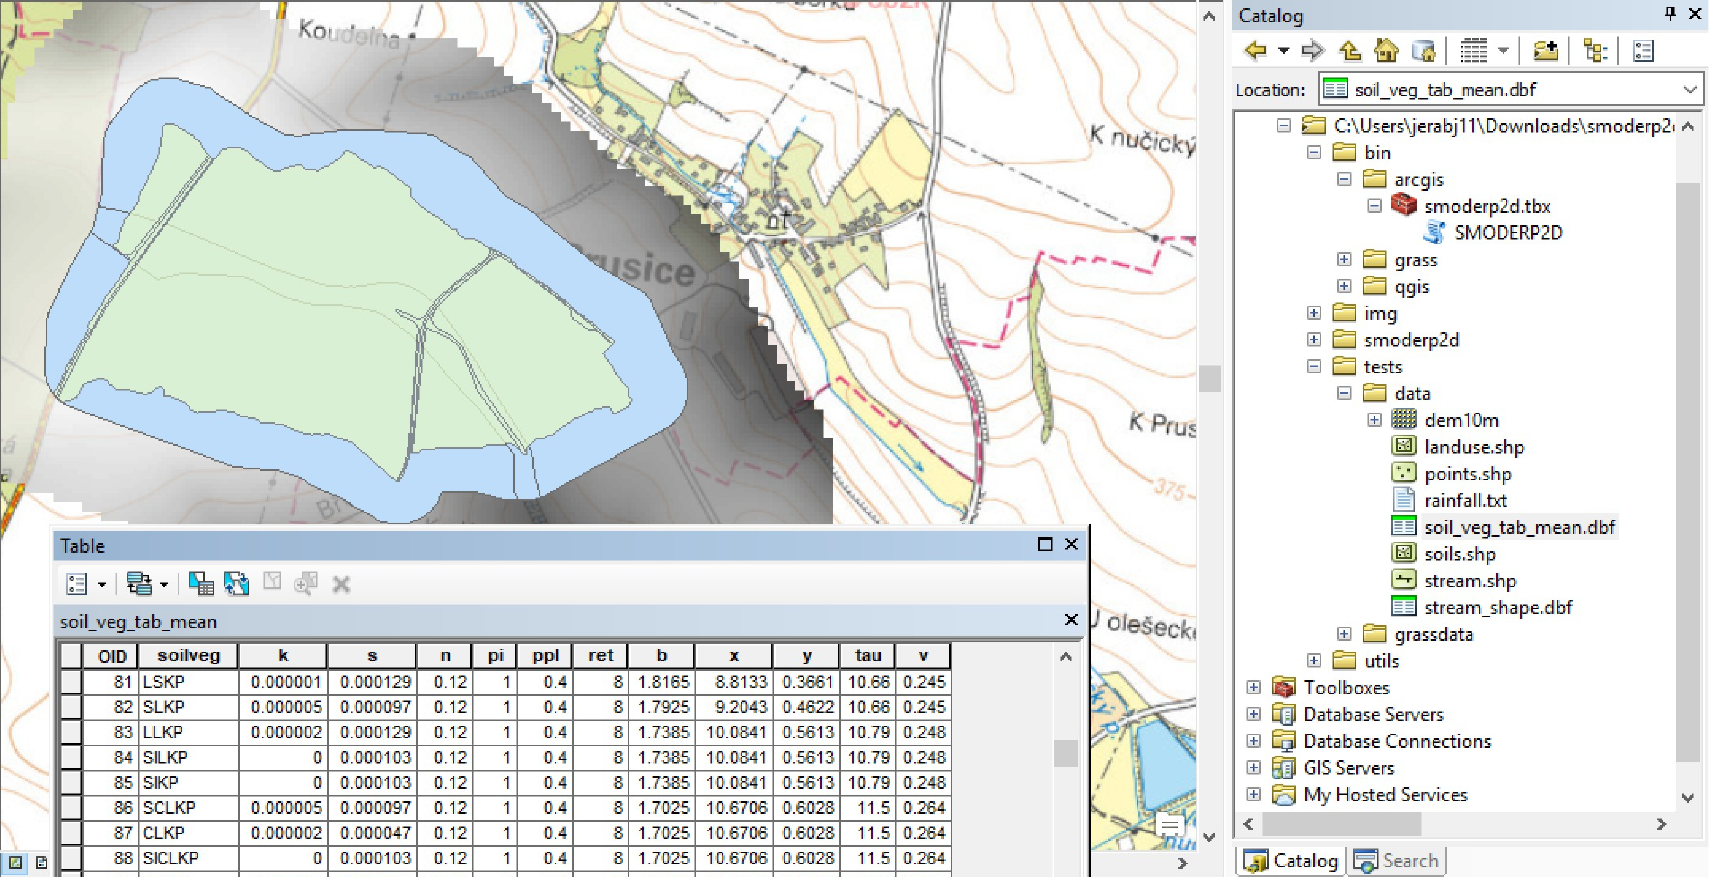 Koudelna
K nučický
Prusice
K Prus
375
U olešeck
Table
soil_veg_tab_mean
OID soilveg k s n pi ppl ret b x y tau v
81 LSKP 0.000001 0.000129 0.12 1 0.4 8 1.8165 8.8133 0.3661 10.66 0.245
82 SLKP 0.000005 0.000097 0.12 1 0.4 8 1.7925 9.2043 0.4622 10.66 0.245
83 LLKP 0.000002 0.000129 0.12 1 0.4 8 1.7385 10.0841 0.5613 10.79 0.248
84 SILKP 0 0.000103 0.12 1 0.4 8 1.7385 10.0841 0.5613 10.79 0.248
85 SIKP 0 0.000103 0.12 1 0.4 8 1.7385 10.0841 0.5613 10.79 0.248
86 SCLKP 0.000005 0.000097 0.12 1 0.4 8 1.7025 10.6706 0.6028 11.5 0.264
87 CLKP 0.000002 0.000047 0.12 1 0.4 8 1.7025 10.6706 0.6028 11.5 0.264
88 SICLKP 0 0.000103 0.12 1 0.4 8 1.7025 10.6706 0.6028 11.5 0.264
Catalog
Location: soil_veg_tab_mean.dbf
C:\Users\jerabj11\Downloads\smoderp2
bin
arcgis
smoderp2d.tbx
SMODERP2D
grass
qgis
img
smoderp2d
tests
data
dem10m
landuse.shp
points.shp
rainfall.txt
soil_veg_tab_mean.dbf
soils.shp
stream.shp
stream_shape.dbf
grassdata
utils
Toolboxes
Database Servers
Database Connections
GIS Servers
My Hosted Services
Catalog Search